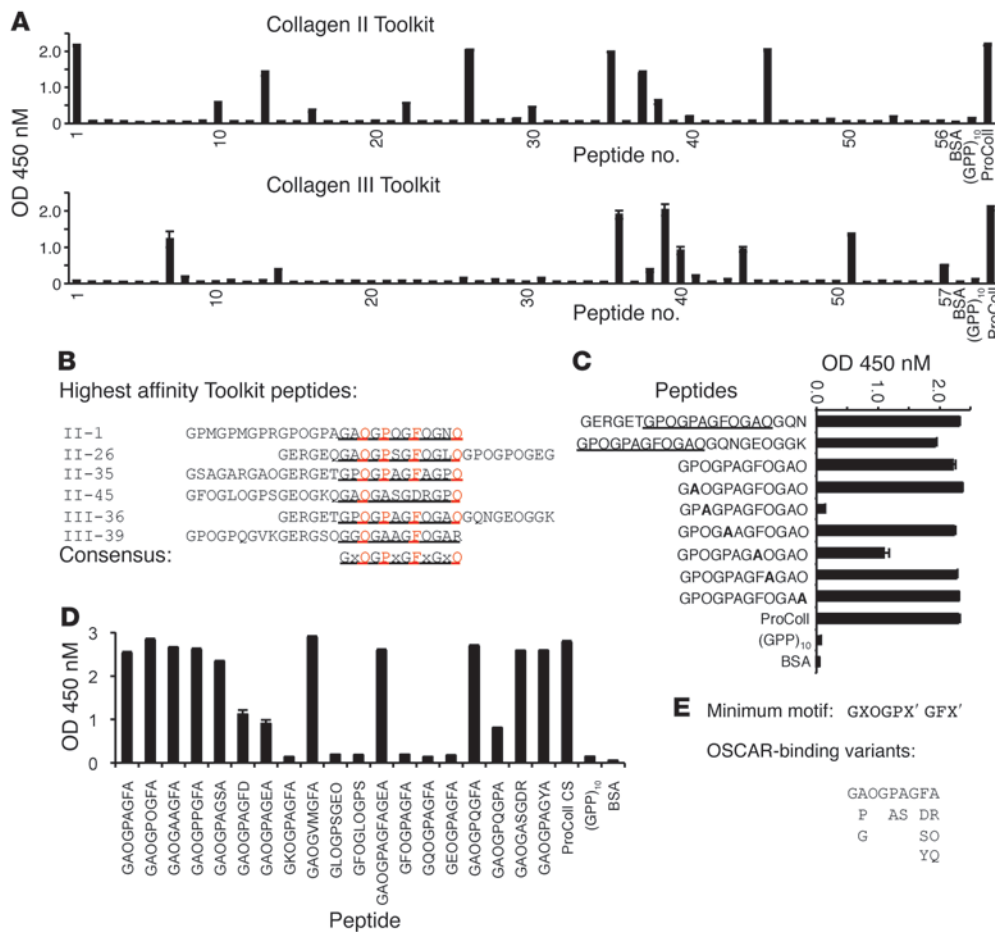 A
Collagen II Toolkit
2.0
1.0
0
1
10
20
30
40
50
56
BSA
(GPP)10
ProColl
Peptide no.
OD 450 nM
Collagen III Toolkit
2.0
1.0
0
1
10
20
30
40
50
57
BSA
(GPP)10
ProColl
Peptide no.
B
Highest affinity Toolkit peptides:
II-1 GPMGPMGPRGPOGPAGAOGPOGFOGNO
II-26 GERGEQGAOGPSGFOGLOGPOGPOGEG
II-35 GSAGARGAOGERGETGPOGPAGFAGPO
II-45 GFOGLOGPSGEOGKQGAOGASGDRGPO
III-36 GERGETGPOGPAGFOGAOGQNGEOGGK
III-39 GPOGPQGVKGERGSOGGOGAAGFOGAR
Consensus: GxOGPxGFxGxO
C
OD 450 nM
Peptides
0.0
1.0
2.0
GERGETGPOGPAGFOGAOGQN
GPOGPAGFOGAOGQNGEOGGK
GPOGPAGFOGAO
GAOGPAGFOGAO
GPAGPAGFOGAO
GPOGAAGFOGAO
GPOGPAGAOGAO
GPOGPAGFAGAO
GPOGPAGFOGAA
ProColl
(GPP)10
BSA
D
OD 450 nM
3
2
1
0
GAOGPAGFA
GAOGPOGFA
GAOGAAGFA
GAOGPPGFA
GAOGPAGSA
GAOGPAGFD
GAOGPAGEA
GKOGPAGFA
GAOGVMGFA
GLOGPSGEO
GFOGLOGPS
GAOGPAGFAGEA
GFOGPAGFA
GQOGPAGFA
GEOGPAGFA
GAOGPQGFA
GAOGPQGPA
GAOGASGDR
GAOGPAGYA
ProColl CS
(GPP)10
BSA
Peptide
E
Minimum motif: GXOGPX′ GFX′
OSCAR-binding variants:
GAOGPAGFA
P AS DR
G SO
YQ